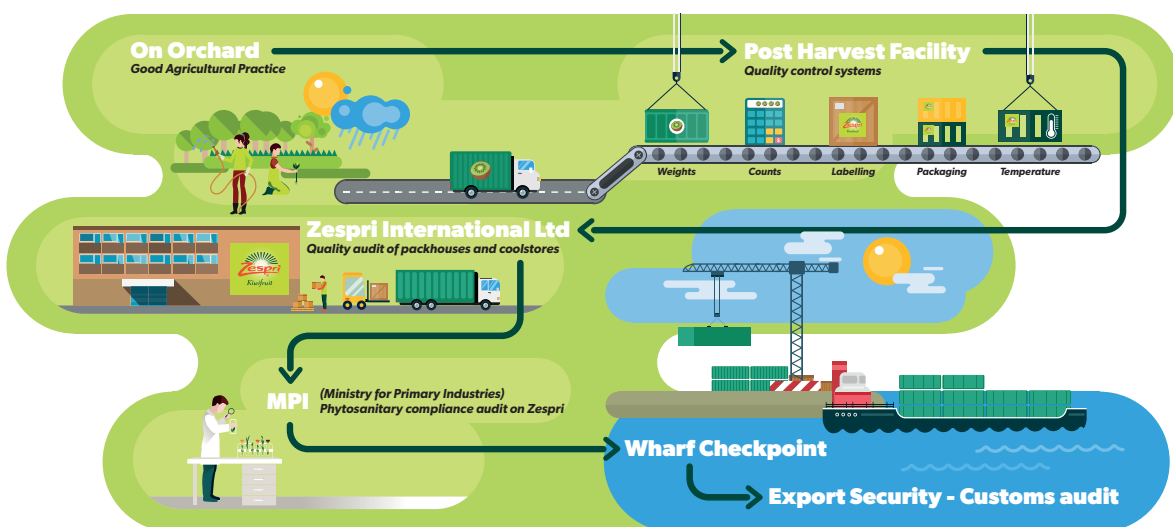 On Orchard
Good Agricultural Practice
Post Harvest Facility
Quality control systems
Zespri
Kiwifruit
Weights
Counts
Labelling
Packaging
Temperature
Zespri International Ltd
Quality audit of packhouses and coolstores
Zespri
Kiwifruit
MPI
(Ministry for Primary Industries)
Phytosanitary compliance audit on Zespri
Wharf Checkpoint
Export Security - Customs audit